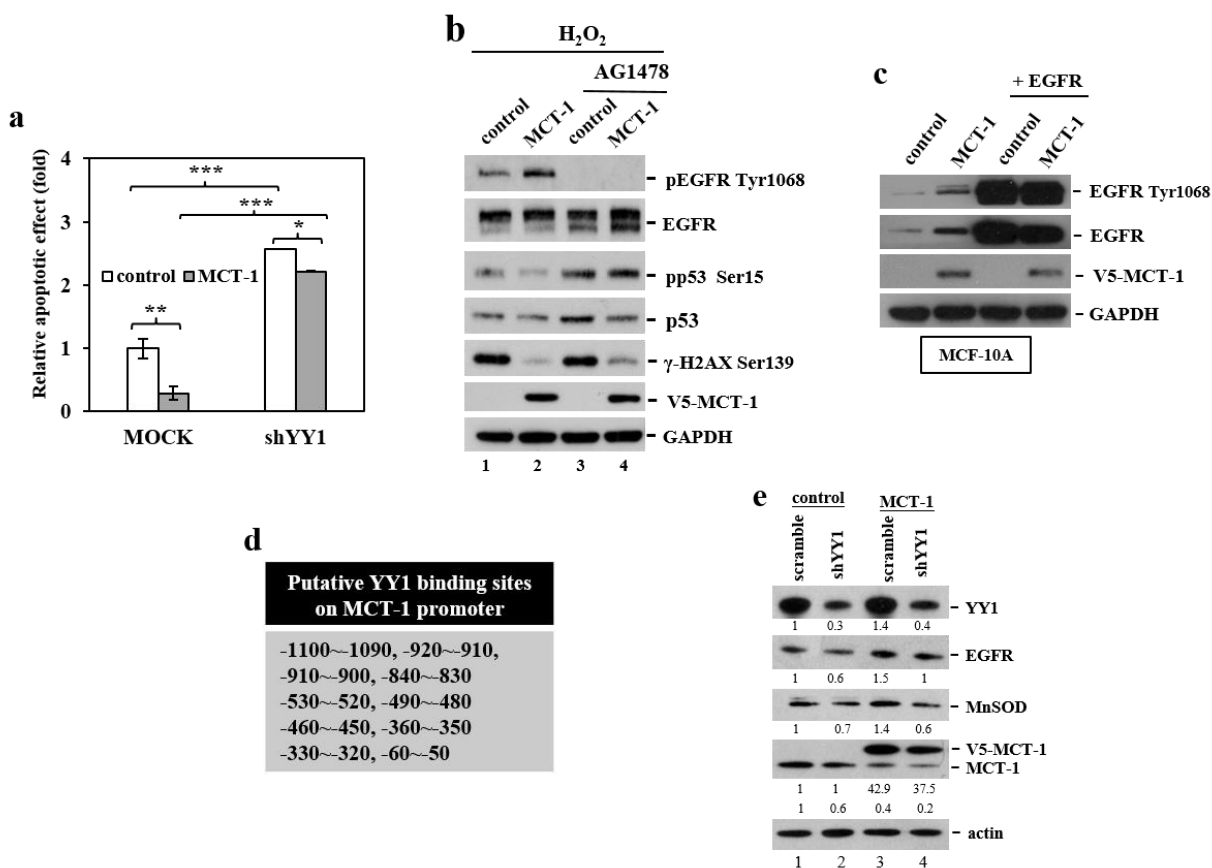 a
Relative apoptotic effect (fold)
4
3
2
1
0
***
***
*
**
control
MCT-1
MOCK
shYY1
b
H₂O₂
AG1478
control
MCT-1
control
MCT-1
pEGFR Tyr1068
EGFR
pp53 Ser15
p53
γ-H2AX Ser139
V5-MCT-1
GAPDH
1 2 3 4
c
+ EGFR
control
MCT-1
control
MCT-1
EGFR Tyr1068
EGFR
V5-MCT-1
GAPDH
MCF-10A
d
Putative YY1 binding sites
on MCT-1 promoter
-1100~-1090, -920~-910,
-910~-900, -840~-830
-530~-520, -490~-480
-460~-450, -360~-350
-330~-320, -60~-50
e
control MCT-1
scramble
shYY1
scramble
shYY1
YY1
1 0.3 1.4 0.4
EGFR
1 0.6 1.5 1
MnSOD
1 0.7 1.4 0.6
V5-MCT-1
MCT-1
1 1 42.9 37.5
1 0.6 0.4 0.2
actin
1 2 3 4